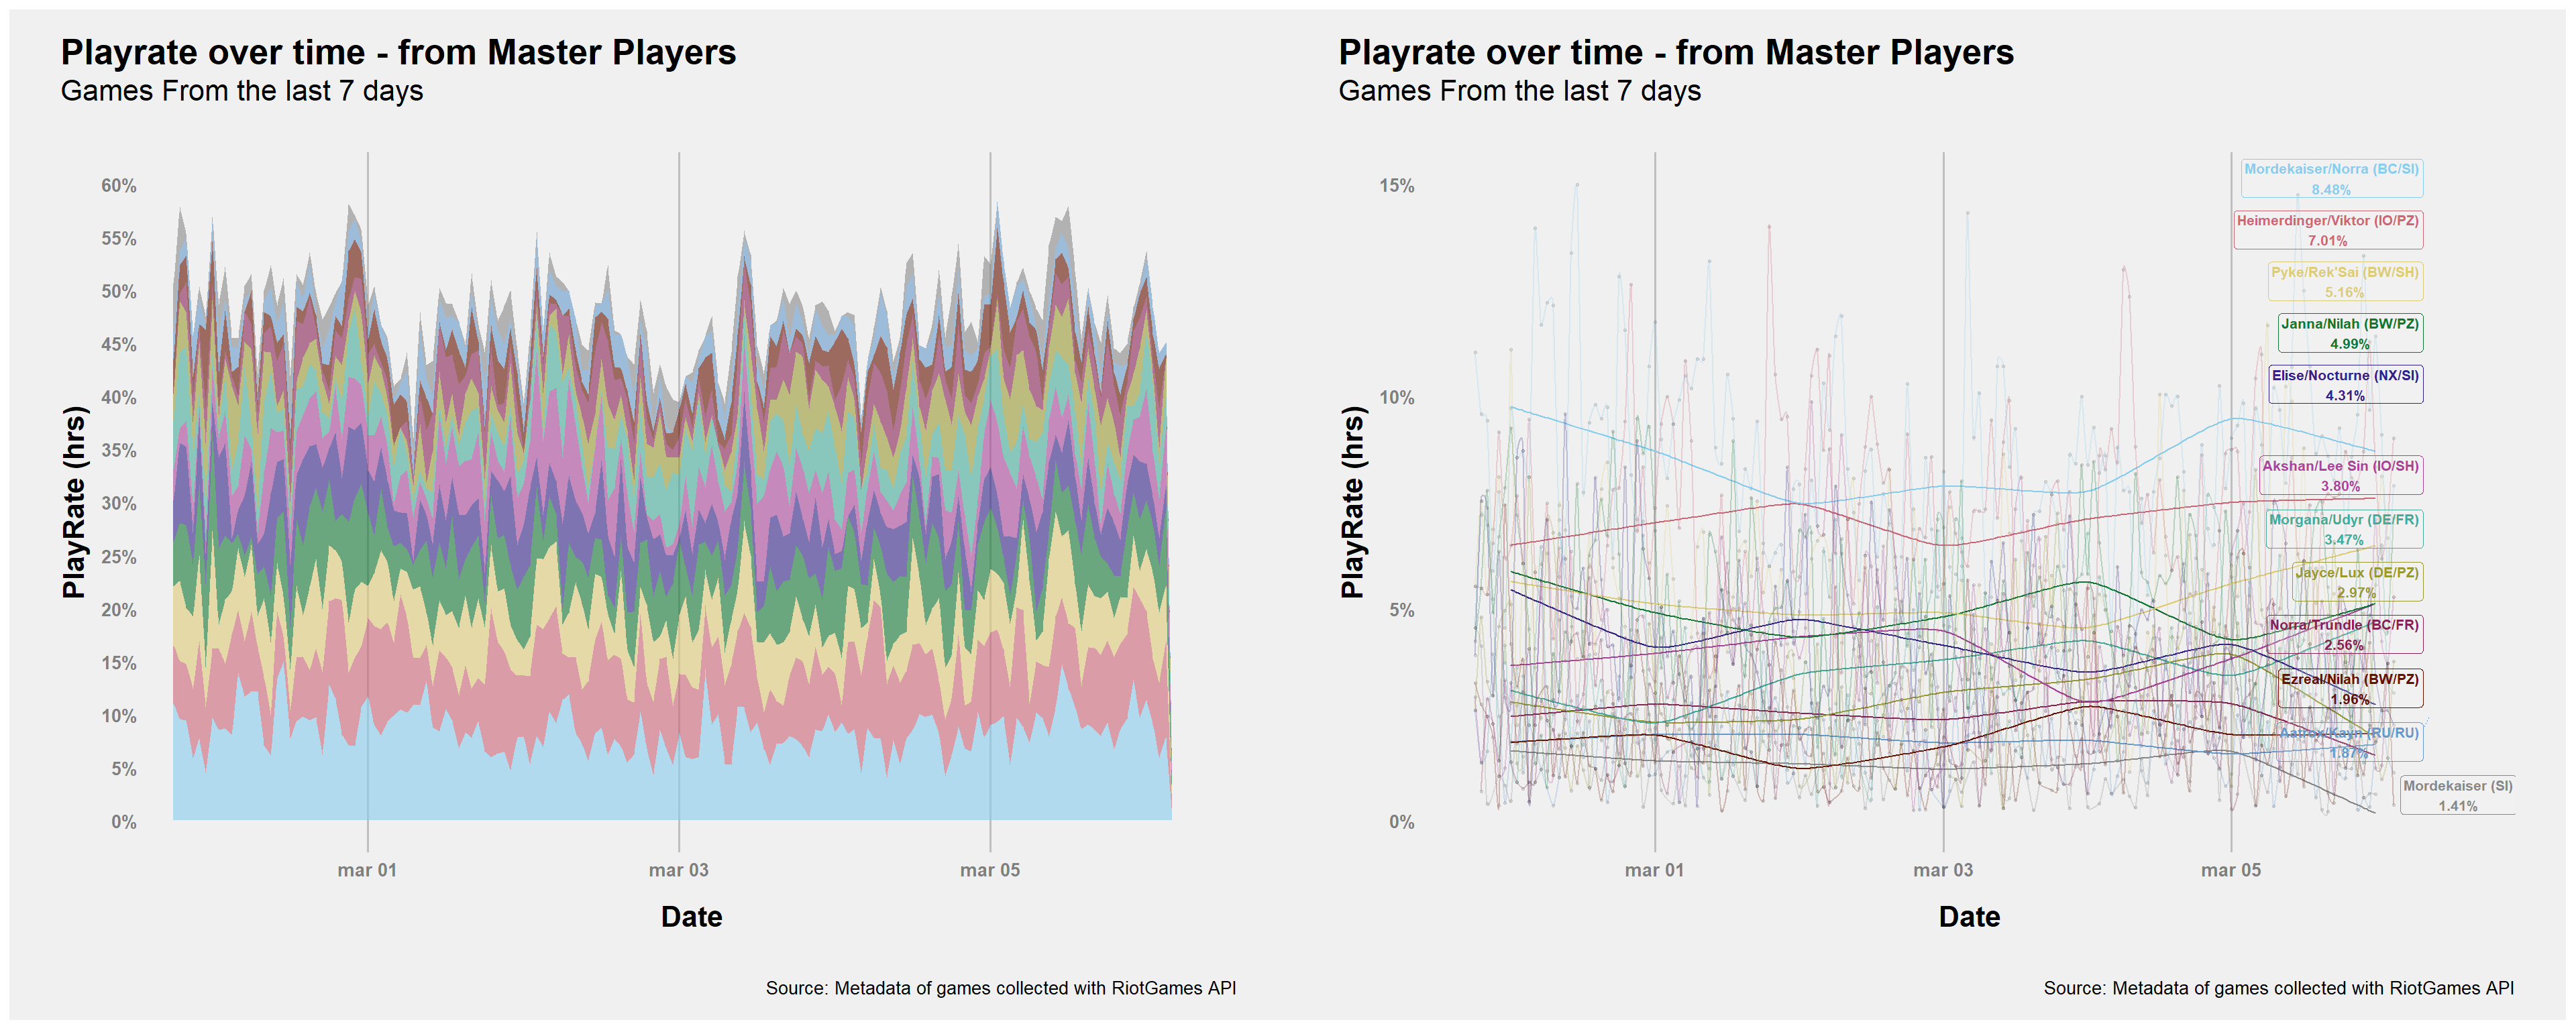 Playrate over time - from Master Players
Games From the last 7 days
60%
55%
50%
45%
40%
35%
30%
25%
20%
15%
10%
5%
0%
PlayRate (hrs)
mar 01
mar 03
mar 05
Date
Source: Metadata of games collected with RiotGames API
Playrate over time - from Master Players
Games From the last 7 days
15%
10%
5%
0%
PlayRate (hrs)
Mordekaiser/Norra (BC/SI)
8.48%
Heimerdinger/Viktor (IO/PZ)
7.01%
Pyke/Rek'Sai (BW/SH)
5.16%
Janna/Nilah (BW/PZ)
4.99%
Elise/Nocturne (NX/SI)
4.31%
Akshan/Lee Sin (IO/SH)
3.80%
Morgana/Udyr (DE/FR)
3.47%
Jayce/Lux (DE/PZ)
2.97%
Norra/Trundle (BC/FR)
2.56%
Ezreal/Nilah (BW/PZ)
1.96%
Aatrox/Kayn (RU/RU)
1.87%
Mordekaiser (SI)
1.41%
mar 01
mar 03
mar 05
Date
Source: Metadata of games collected with RiotGames API